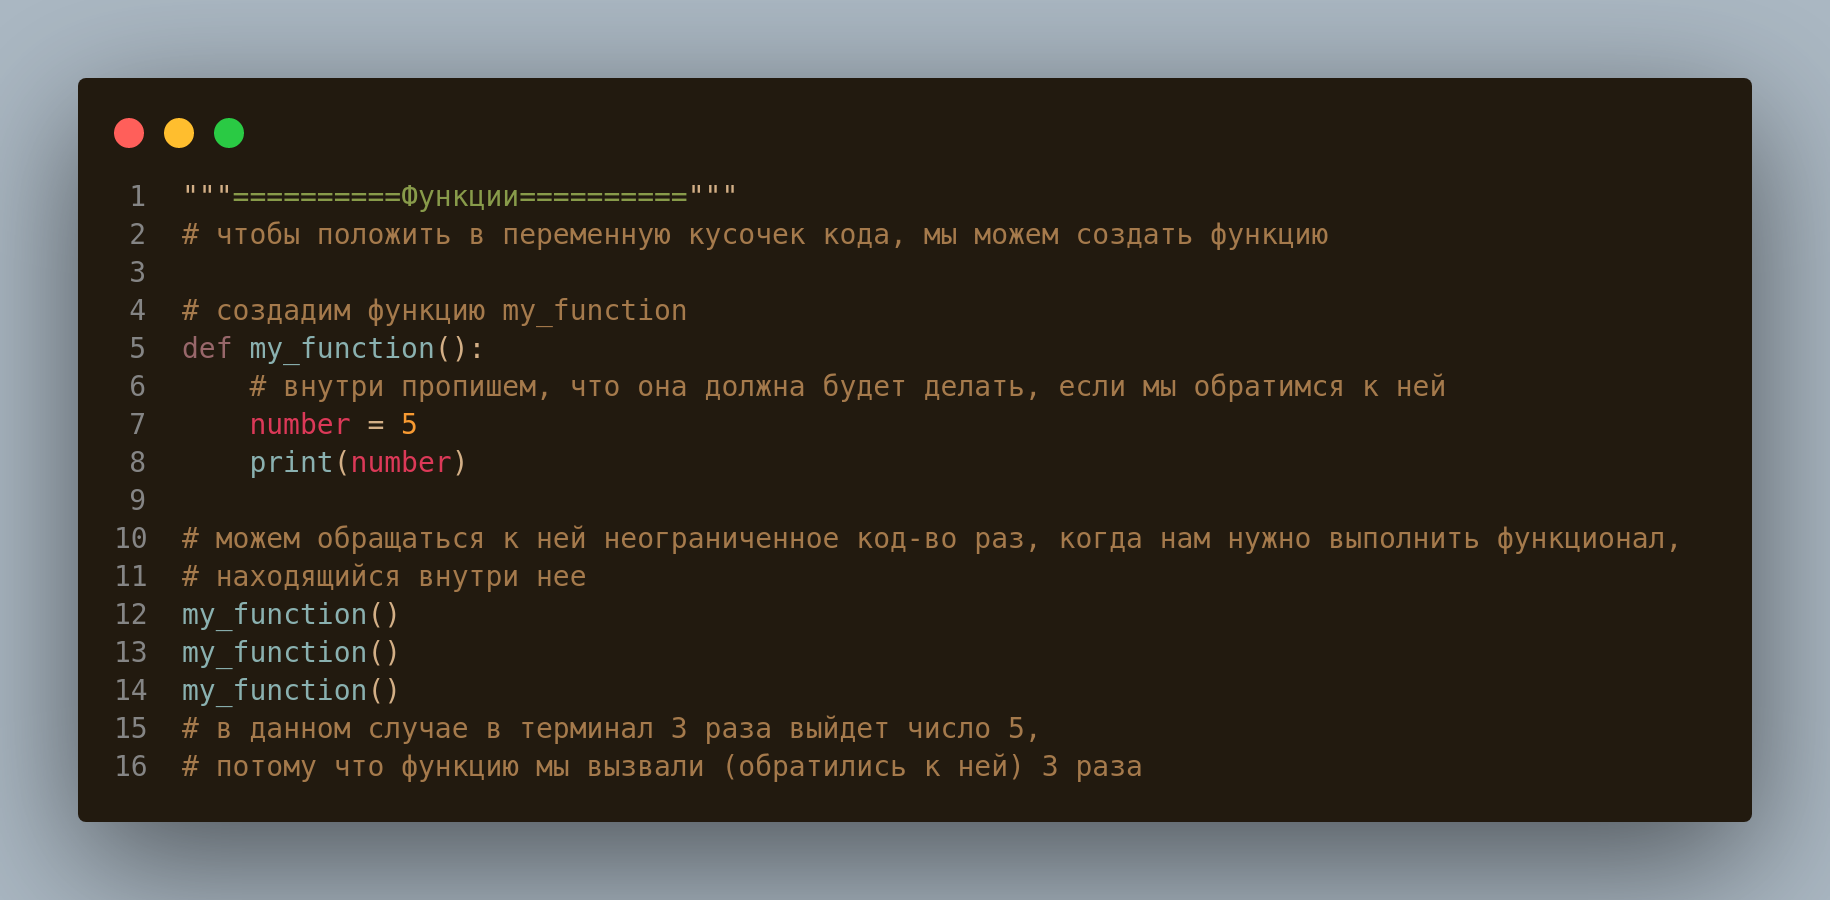 1 """==========Функции=========="""
2 # чтобы положить в переменную кусочек кода, мы можем создать функцию
3
4 # создадим функцию my_function
5 def my_function():
6     # внутри пропишем, что она должна будет делать, если мы обратимся к ней
7     number = 5
8     print(number)
9
10 # можем обращаться к ней неограниченное код-во раз, когда нам нужно выполнить функционал,
11 # находящийся внутри нее
12 my_function()
13 my_function()
14 my_function()
15 # в данном случае в терминал 3 раза выйдет число 5,
16 # потому что функцию мы вызвали (обратились к ней) 3 раза